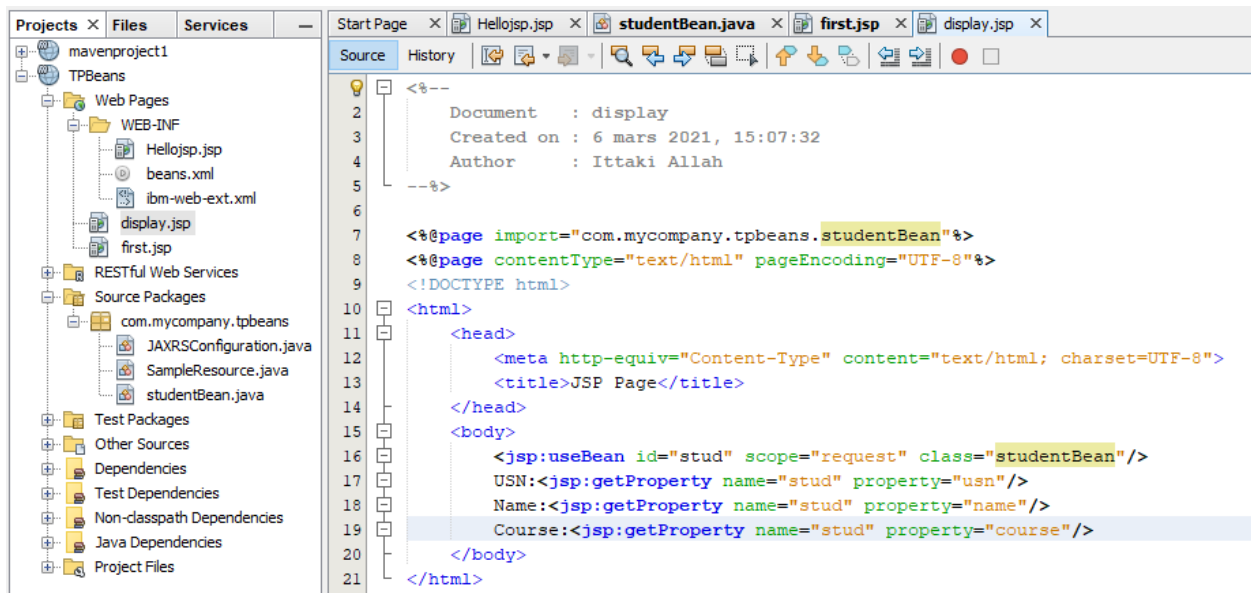 Projects × Files Services —
mavenproject1
TPBeans
Web Pages
WEB-INF
Hellojsp.jsp
beans.xml
ibm-web-ext.xml
display.jsp
first.jsp
RESTful Web Services
Source Packages
com.mycompany.tpbeans
JAXRSConfiguration.java
SampleResource.java
studentBean.java
Test Packages
Other Sources
Dependencies
Test Dependencies
Non-classpath Dependencies
Java Dependencies
Project Files
Start Page × Hellojsp.jsp × studentBean.java × first.jsp × display.jsp ×
Source History
<%--
2 Document : display
3 Created on : 6 mars 2021, 15:07:32
4 Author : Ittaki Allah
5 --%>
6
7 <%@page import="com.mycompany.tpbeans.studentBean"%>
8 <%@page contentType="text/html" pageEncoding="UTF-8"%>
9 <!DOCTYPE html>
10 <html>
11 <head>
12 <meta http-equiv="Content-Type" content="text/html; charset=UTF-8">
13 <title>JSP Page</title>
14 </head>
15 <body>
16 <jsp:useBean id="stud" scope="request" class="studentBean"/>
17 USN:<jsp:getProperty name="stud" property="usn"/>
18 Name:<jsp:getProperty name="stud" property="name"/>
19 Course:<jsp:getProperty name="stud" property="course"/>
20 </body>
21 </html>